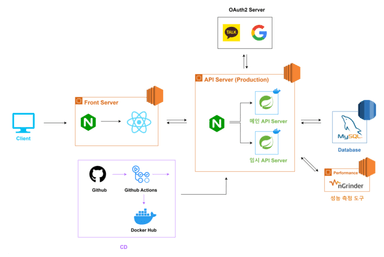 OAuth2 Server
TALK
Front Server
API Server (Production)
메인 API Server
임시 API Server
Client
MySQL
Database
Performance
nGrinder
성능 측정 도구
Github
Github Actions
Docker Hub
CD